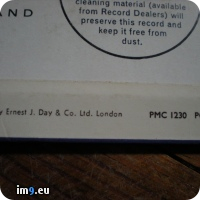 cleaning material (available
from Record Dealers) will
preserve this record and
keep it free from
dust.
AND
y Ernest J. Day & Co. Ltd. London
PMC 1230
im9.eu